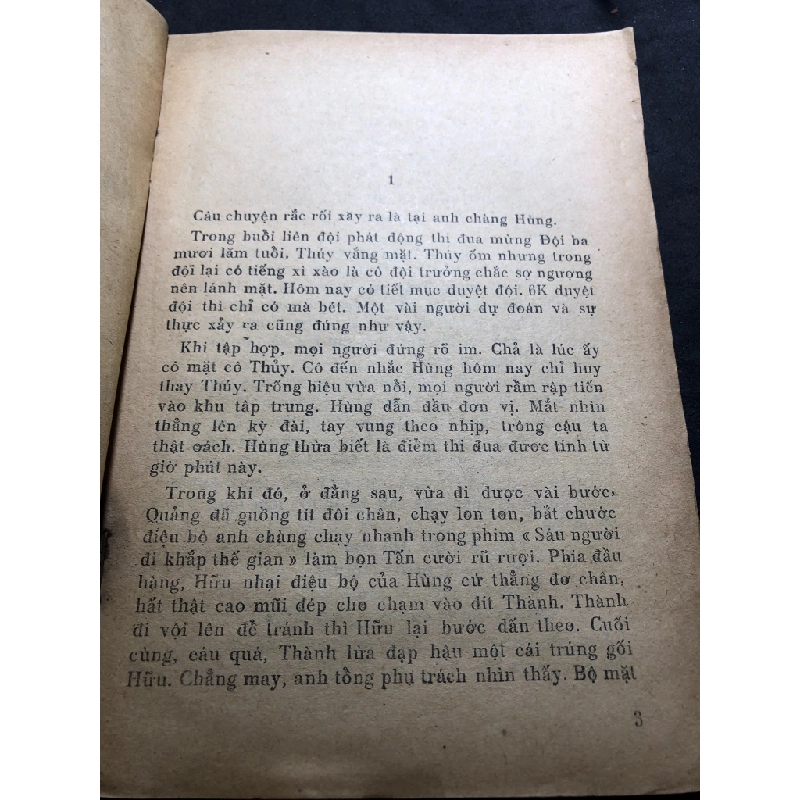 1
Câu chuyện rắc rối xãy ra là tại anh chàng Hùng.
Trong buổi liên đội phát động thi đua mừng Đội ba
mươi lăm tuổi, Thủy vắng mặt. Thủy ốm nhưng trong
đội lại có tiếng xì xào là cô đội trưởng chắc sợ ngượng
nên lánh mặt. Hôm nay có tiết mục duyệt đội. 6K duyệt
đội thì chỉ có mà bét. Một vài người dự đoán và sự
thực xảy ra cũng đúng như vậy.
Khi tập hợp, mọi người đứng rõ im. Chả là lúc ấy
có mặt cô Thủy. Cô đến nhắc Hùng hôm nay chỉ huy
thay Thúy. Trống hiệu vừa nổi, mọi người rầm rập tiến
vào khu tập trung. Hùng dẫn đầu đơn vị. Mắt nhìn
thẳng lên kỳ đài, tay vung theo nhịp, trông cậu ta
thật oách. Hùng thừa biết là điểm thi đua được tính từ
giờ phút này.
Trong khi đó, ở đằng sau, vừa đi được vài bước,
Quảng đã guồng tít đôi chân, chạy lon ton, bắt chước
điệu bộ anh chàng chạy nhanh trong phim « Sáu người
đi khắp thế gian » làm bọn Tấn cười rũ rượi. Phía đầu
hàng, Hữu nhại điệu bộ của Hùng cứ thẳng đơ chân,
hất thật cao mũi dép cho chạm vào đít Thành. Thành
đi vội lên để tránh thì Hữu lại bước dấn theo. Cuối
cùng, cáu quá, Thành lừa đạp hậu một cái trúng gối
Hữu. Chẳng may, anh tổng phụ trách nhìn thấy. Bộ mặt
3